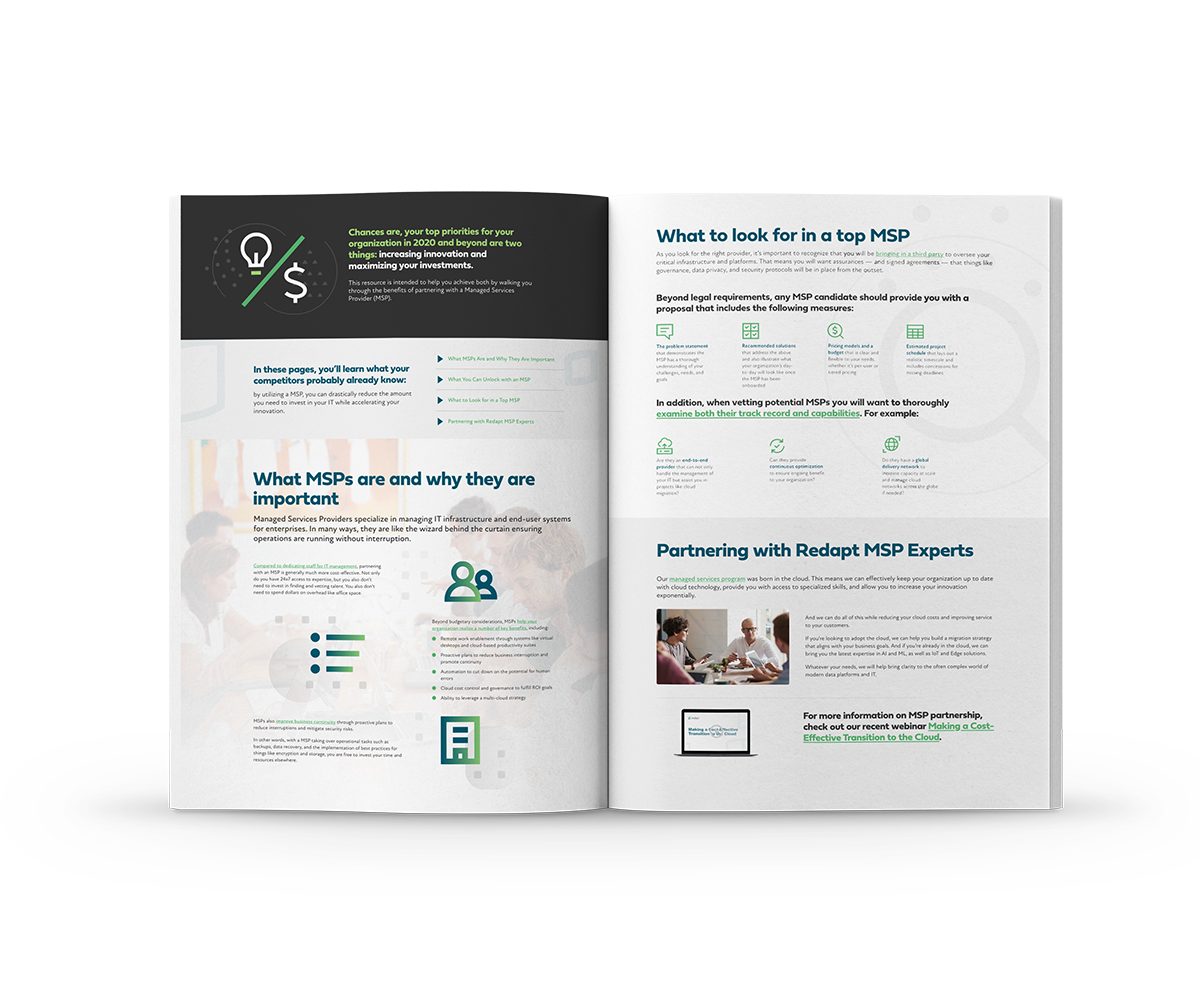 Chances are, your top priorities for your
organization in 2020 and beyond are two
things: increasing innovation and
maximizing your investments.
This resource is intended to help you achieve both by walking you
through the benefits of partnering with a Managed Services
Provider (MSP).
In these pages, you'll learn what your
competitors probably already know:
by utilizing a MSP, you can drastically reduce the amount
you need to invest in your IT while accelerating your
innovation.
What MSPs Are and Why They Are Important
What You Can Unlock with an MSP
What to Look for in a Top MSP
Partnering with Redapt MSP Experts
What MSPs are and why they are
important
Managed Services Providers specialize in managing IT infrastructure and end-user systems
for enterprises. In many ways, they are like the wizard behind the curtain ensuring
operations are running without interruption.
Compared to dedicating staff for IT management, partnering
with an MSP is generally much more cost-effective. Not only
do you have 24x7 access to expertise, but you also don't
need to invest in finding and vetting talent. You also don't
need to spend dollars on overhead like office space.
Beyond budgetary considerations, MSPs help your
organization realize a number of key benefits, including:
Remote work enablement through systems like virtual
desktops and cloud-based productivity suites
Proactive plans to reduce business interruption and
promote continuity
Automation to cut down on the potential for human
errors
Cloud cost control and governance to fulfill ROI goals
Ability to leverage a multi-cloud strategy
MSPs also improve business continuity through proactive plans to
reduce interruptions and mitigate security risks.
In other words, with a MSP taking over operational tasks such as
backups, data recovery, and the implementation of best practices for
things like encryption and storage, you are free to invest your time and
resources elsewhere.
What to look for in a top MSP
As you look for the right provider, it's important to recognize that you will be bringing in a third party to oversee your
critical infrastructure and platforms. That means you will want assurances — and signed agreements — that things like
governance, data privacy, and security protocols will be in place from the outset.
Beyond legal requirements, any MSP candidate should provide you with a
proposal that includes the following measures:
The problem statement
that demonstrates the
MSP has a thorough
understanding of your
challenges, needs, and
goals
Recommended solutions
that address the above
and also illustrate what
your organization's day-
to-day will look like once
the MSP has been
onboarded
Pricing models and a
budget that is clear and
flexible to your needs,
whether it's per-user or
tiered pricing
Estimated project
schedule that lays out a
realistic timescale and
includes concessions for
missing deadlines
In addition, when vetting potential MSPs you will want to thoroughly
examine both their track record and capabilities. For example:
Are they an end-to-end
provider that can not only
handle the management of
your IT but assist you in
projects like cloud
migration?
Can they provide
continuous optimization
to ensure ongoing benefit
to your organization?
Do they have a global
delivery network to
increase capacity at scale
and manage cloud
networks across the globe
if needed?
Partnering with Redapt MSP Experts
Our managed services program was born in the cloud. This means we can effectively keep your organization up to date
with cloud technology, provide you with access to specialized skills, and allow you to increase your innovation
exponentially.
And we can do all of this while reducing your cloud costs and improving service
to your customers.
If you're looking to adopt the cloud, we can help you build a migration strategy
that aligns with your business goals. And if you're already in the cloud, we can
bring you the latest expertise in AI and ML, as well as IoT and Edge solutions.
Whatever your needs, we will help bring clarity to the often complex world of
modern data platforms and IT.
Making a Cost-Effective
Transition to the Cloud
For more information on MSP partnership,
check out our recent webinar Making a Cost-
Effective Transition to the Cloud.